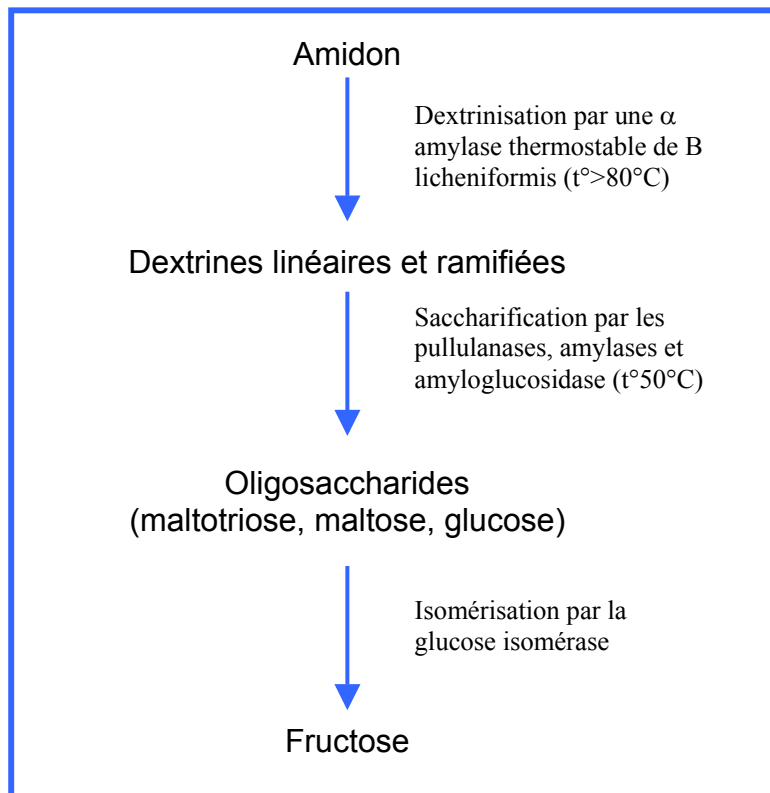 Amidon
Dextrinisation par une α
amylase thermostable de B
licheniformis (t°>80°C)
Dextrines linéaires et ramifiées
Saccharification par les
pullulanases, amylases et
amyloglucosidase (t°50°C)
Oligosaccharides
(maltotriose, maltose, glucose)
Isomérisation par la
glucose isomérase
Fructose